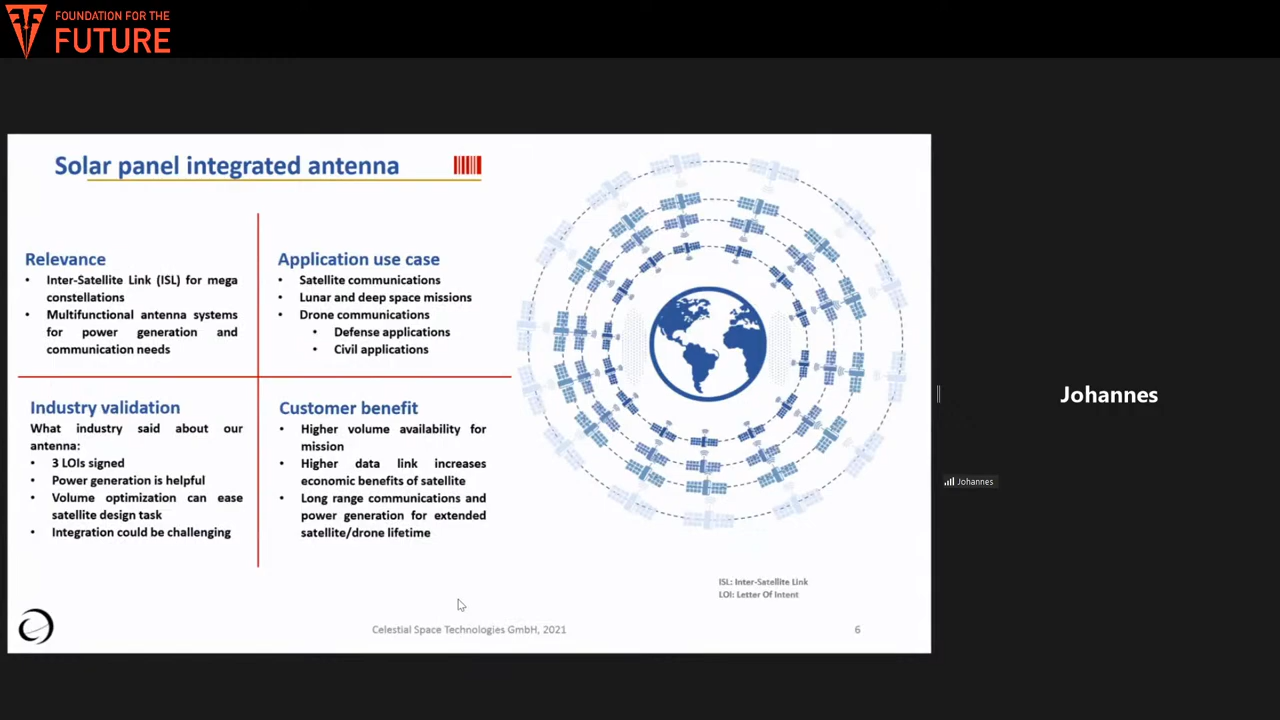 FOUNDATION FOR THE
FUTURE
Solar panel integrated antenna
Relevance
• Inter-Satellite Link (ISL) for mega
constellations
• Multifunctional antenna systems
for power generation and
communication needs
Application use case
• Satellite communications
• Lunar and deep space missions
• Drone communications
• Defense applications
• Civil applications
Industry validation
What industry said about our
antenna:
• 3 LOIs signed
• Power generation is helpful
• Volume optimization can ease
satellite design task
• Integration could be challenging
Customer benefit
• Higher volume availability for
mission
• Higher data link increases
economic benefits of satellite
• Long range communications and
power generation for extended
satellite/drone lifetime
ISL: Inter-Satellite Link
LOI: Letter Of Intent
Celestial Space Technologies GmbH, 2021
6
Johannes
Johannes